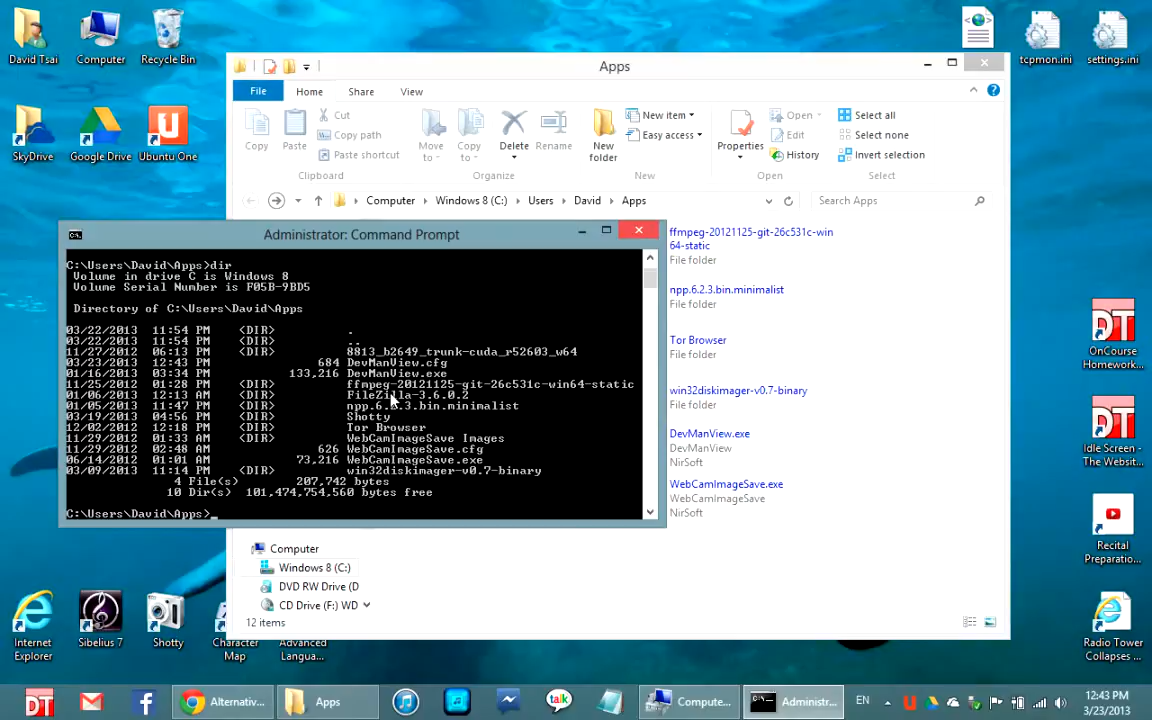 David Tsai
Computer
Recycle Bin
tcpmon.ini
settings.ini
SkyDrive
Google Drive
Ubuntu One
Apps
File
Home
Share
View
Copy
Paste
Cut
Copy path
Paste shortcut
Clipboard
Move to
Copy to
Delete
Rename
Organize
New folder
New item
Easy access
New
Properties
Open
Edit
History
Open
Select all
Select none
Invert selection
Select
Computer
Windows 8 (C:)
Users
David
Apps
Search Apps
Administrator: Command Prompt
C:\Users\David\Apps>dir
Volume in drive C is Windows 8
Volume Serial Number is F05B-9BD5
Directory of C:\Users\David\Apps
03/22/2013 11:54 PM <DIR> .
03/22/2013 11:54 PM <DIR> ..
11/27/2012 06:13 PM <DIR> 8813_b2649_trunk-cuda_r52603_w64
03/23/2013 12:43 PM 684 DevManView.cfg
01/16/2013 03:34 PM 133,216 DevManView.exe
11/25/2012 01:28 PM <DIR> ffmpeg-20121125-git-26c531c-win64-static
01/06/2013 12:13 AM <DIR> FileZilla-3.6.0.2
01/05/2013 11:47 PM <DIR> npp.6.2.3.bin.minimalist
03/19/2013 04:56 PM <DIR> Shotty
12/02/2012 12:18 PM <DIR> Tor Browser
11/29/2012 01:33 AM <DIR> WebCamImageSave Images
11/29/2012 02:48 AM 626 WebCamImageSave.cfg
06/14/2012 01:01 AM 73,216 WebCamImageSave.exe
03/09/2013 11:14 PM <DIR> win32diskimager-v0.7-binary
4 File(s) 207,742 bytes
10 Dir(s) 101,474,754,560 bytes free
C:\Users\David\Apps>_
ffmpeg-20121125-git-26c531c-win
64-static
File folder
npp.6.2.3.bin.minimalist
File folder
Tor Browser
File folder
win32diskimager-v0.7-binary
File folder
DevManView.exe
DevManView
NirSoft
WebCamImageSave.exe
WebCamImageSave
NirSoft
Computer
Windows 8 (C:)
DVD RW Drive (D
CD Drive (F:) WD
12 items
OnCourse
Homework...
Idle Screen -
The Websit...
Recital
Preparatio...
Radio Tower
Collapses ...
Internet
Explorer
Sibelius 7
Shotty
Character
Map
Advanced
Langua...
Alternativ...
Apps
talk
Compute...
Administr...
EN
12:43 PM
3/23/2013